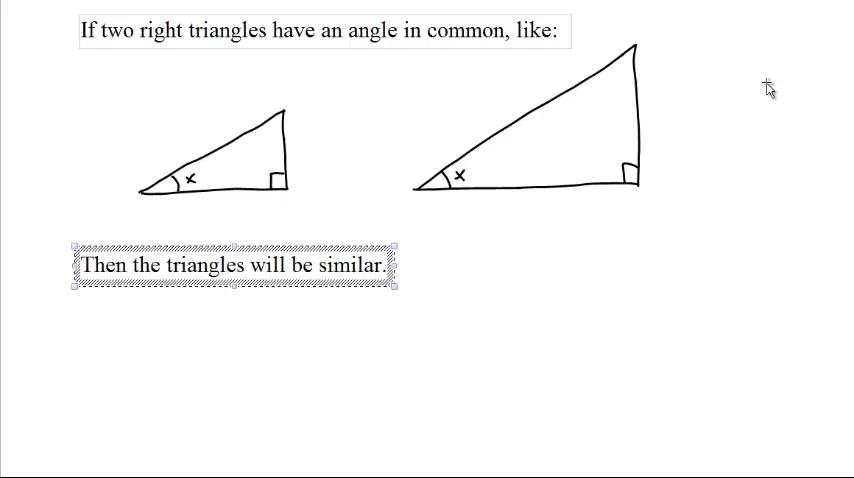 If two right triangles have an angle in common, like:
x
x
Then the triangles will be similar.